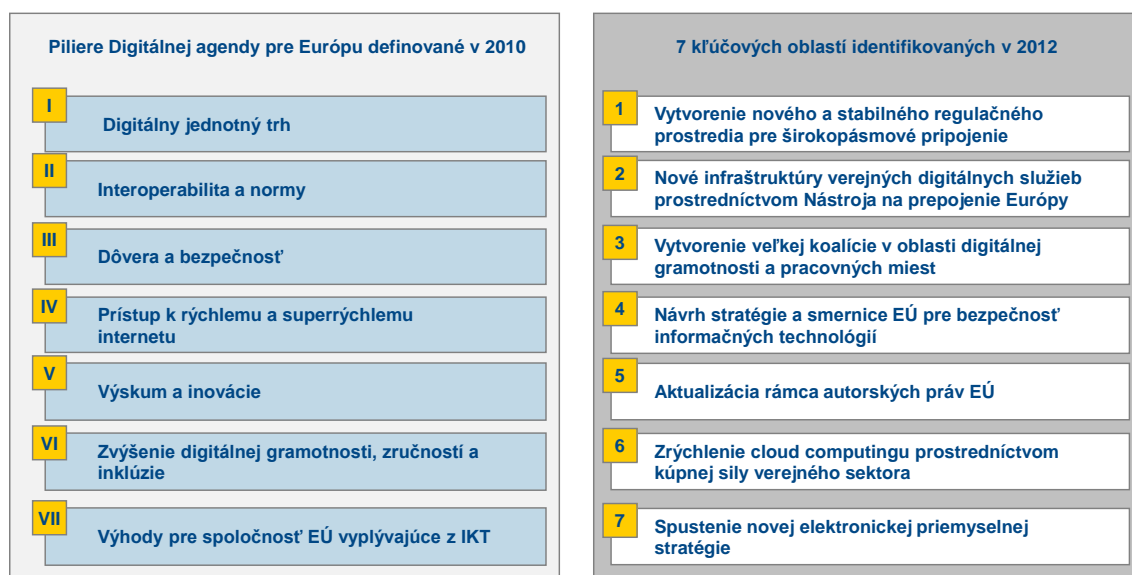 Piliere Digitálnej agendy pre Európu definované v 2010
I
Digitálny jednotný trh
II
Interoperabilita a normy
III
Dôvera a bezpečnosť
IV
Prístup k rýchlemu a superrýchlemu
internetu
V
Výskum a inovácie
VI
Zvýšenie digitálnej gramotnosti, zručností a
inklúzie
VII
Výhody pre spoločnosť EÚ vyplývajúce z IKT
7 kľúčových oblastí identifikovaných v 2012
1
Vytvorenie nového a stabilného regulačného
prostredia pre širokopásmové pripojenie
2
Nové infraštruktúry verejných digitálnych služieb
prostredníctvom Nástroja na prepojenie Európy
3
Vytvorenie veľkej koalície v oblasti digitálnej
gramotnosti a pracovných miest
4
Návrh stratégie a smernice EÚ pre bezpečnosť
informačných technológií
5
Aktualizácia rámca autorských práv EÚ
6
Zrýchlenie cloud computingu prostredníctvom
kúpnej sily verejného sektora
7
Spustenie novej elektronickej priemyselnej
stratégie